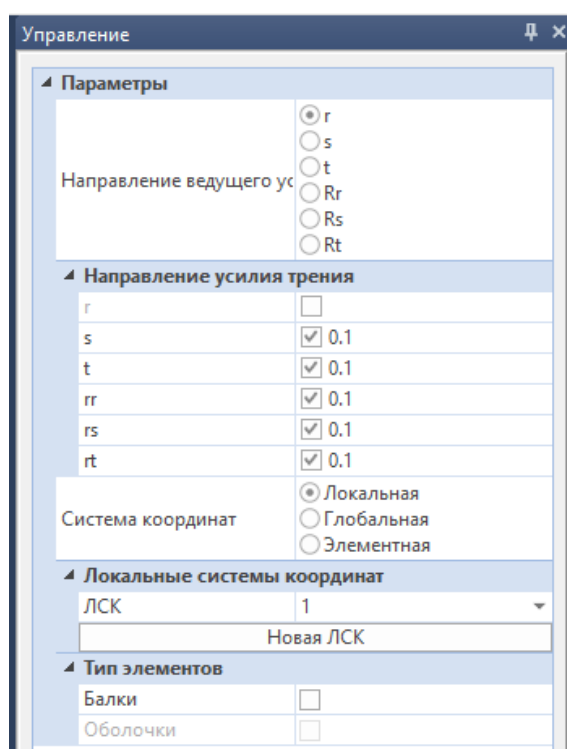 Управление
Параметры
Направление ведущего ус
r
s
t
Rr
Rs
Rt
Направление усилия трения
r
s 0.1
t 0.1
rr 0.1
rs 0.1
rt 0.1
Система координат
Локальная
Глобальная
Элементная
Локальные системы координат
ЛСК 1
Новая ЛСК
Тип элементов
Балки
Оболочки